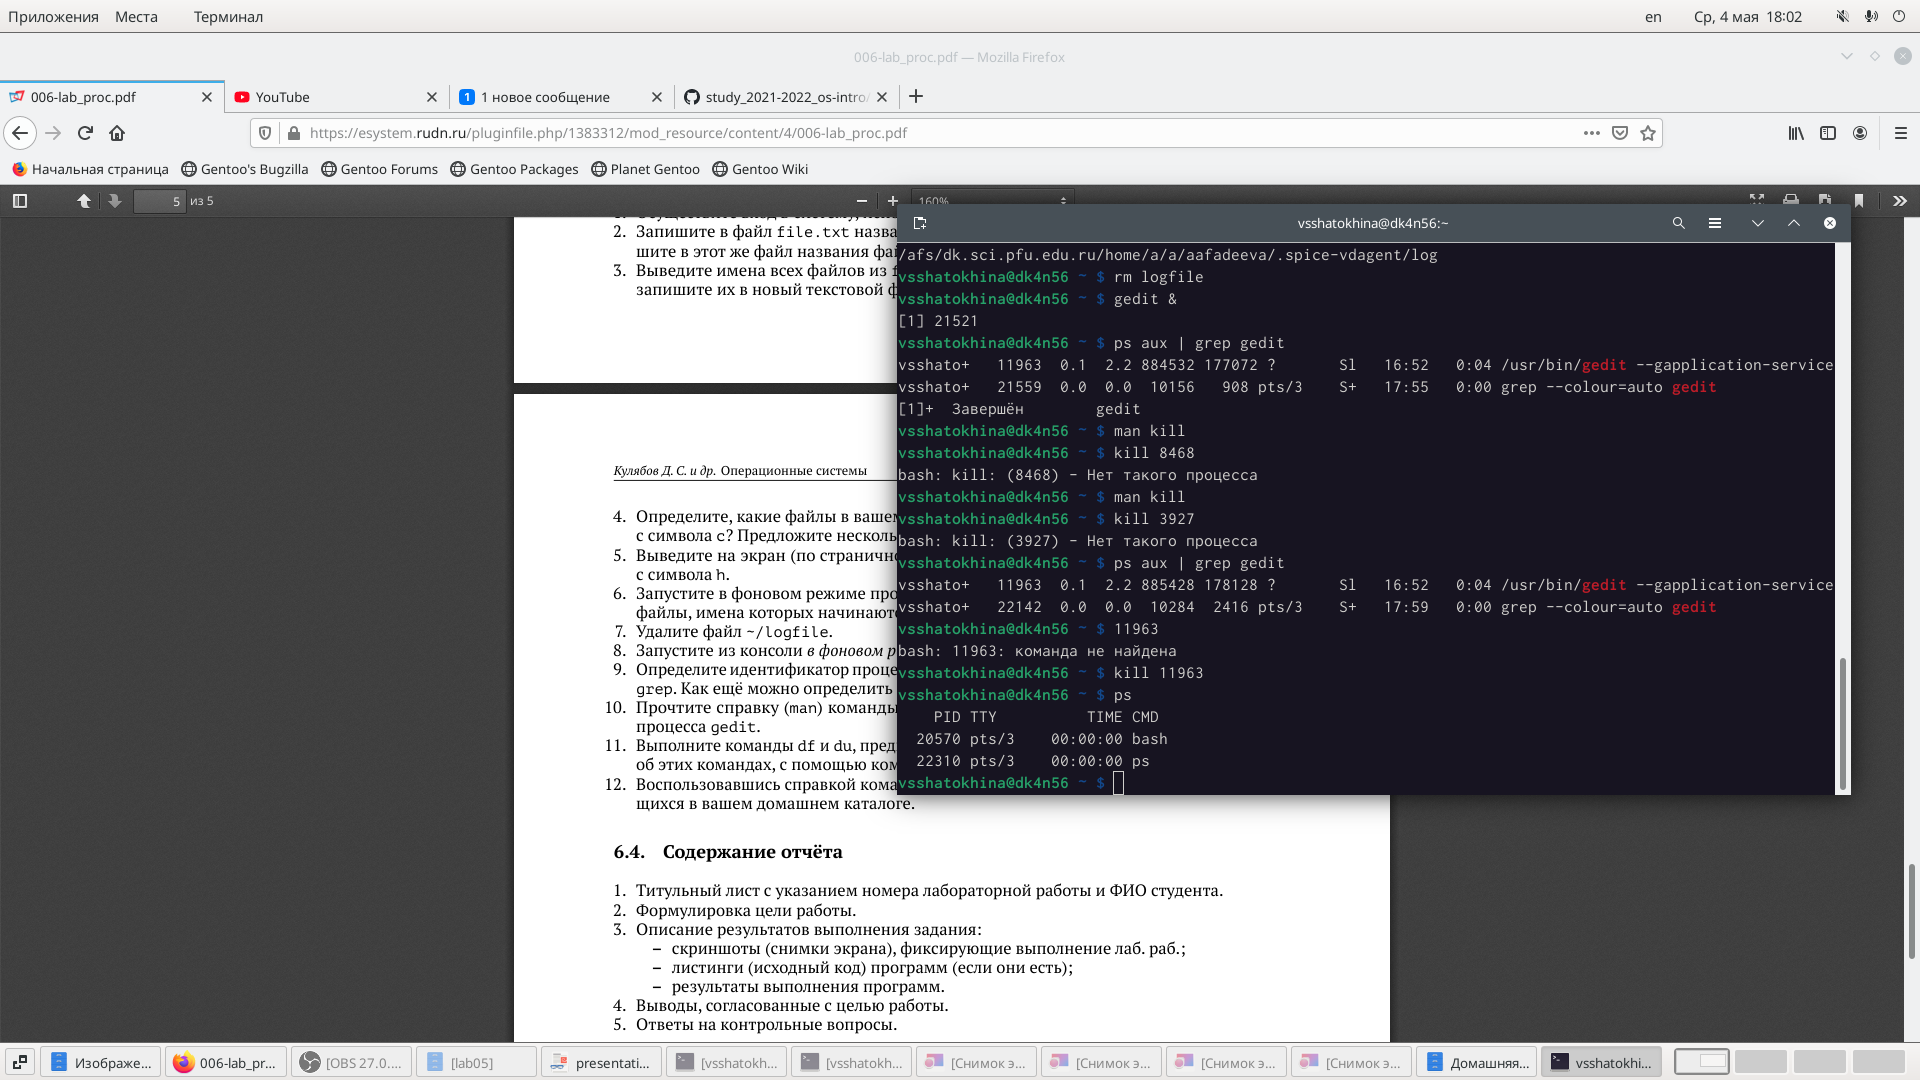 Приложения Места Терминал en Ср, 4 мая 18:02
006-lab_proc.pdf — Mozilla Firefox
006-lab_proc.pdf YouTube 1 1 новое сообщение study_2021-2022_os-intro/
https://esystem.rudn.ru/pluginfile.php/1383312/mod_resource/content/4/006-lab_proc.pdf
Начальная страница Gentoo's Bugzilla Gentoo Forums Gentoo Packages Planet Gentoo Gentoo Wiki
5 из 5 160%
2. Запишите в файл file.txt назва
шите в этот же файл названия фа
3. Выведите имена всех файлов из
запишите их в новый текстовой ф
Кулябов Д. С. и др. Операционные системы
4. Определите, какие файлы в вашем
с символа c? Предложите несколь
5. Выведите на экран (по странично
с символа h.
6. Запустите в фоновом режиме про
файлы, имена которых начинают
7. Удалите файл ~/logfile.
8. Запустите из консоли в фоновом р
9. Определите идентификатор проце
grep. Как ещё можно определить
10. Прочтите справку (man) команды
процесса gedit.
11. Выполните команды df и du, пред
об этих командах, с помощью ком
12. Воспользовавшись справкой кома
щихся в вашем домашнем каталоге.
6.4. Содержание отчёта
1. Титульный лист с указанием номера лабораторной работы и ФИО студента.
2. Формулировка цели работы.
3. Описание результатов выполнения задания:
– скриншоты (снимки экрана), фиксирующие выполнение лаб. раб.;
– листинги (исходный код) программ (если они есть);
– результаты выполнения программ.
4. Выводы, согласованные с целью работы.
5. Ответы на контрольные вопросы.
vsshatokhina@dk4n56:~
/afs/dk.sci.pfu.edu.ru/home/a/a/aafadeeva/.spice-vdagent/log
vsshatokhina@dk4n56 ~ $ rm logfile
vsshatokhina@dk4n56 ~ $ gedit &
[1] 21521
vsshatokhina@dk4n56 ~ $ ps aux | grep gedit
vsshato+ 11963 0.1 2.2 884532 177072 ? Sl 16:52 0:04 /usr/bin/gedit --gapplication-service
vsshato+ 21559 0.0 0.0 10156 908 pts/3 S+ 17:55 0:00 grep --colour=auto gedit
[1]+ Завершён gedit
vsshatokhina@dk4n56 ~ $ man kill
vsshatokhina@dk4n56 ~ $ kill 8468
bash: kill: (8468) – Нет такого процесса
vsshatokhina@dk4n56 ~ $ man kill
vsshatokhina@dk4n56 ~ $ kill 3927
bash: kill: (3927) – Нет такого процесса
vsshatokhina@dk4n56 ~ $ ps aux | grep gedit
vsshato+ 11963 0.1 2.2 885428 178128 ? Sl 16:52 0:04 /usr/bin/gedit --gapplication-service
vsshato+ 22142 0.0 0.0 10284 2416 pts/3 S+ 17:59 0:00 grep --colour=auto gedit
vsshatokhina@dk4n56 ~ $ 11963
bash: 11963: команда не найдена
vsshatokhina@dk4n56 ~ $ kill 11963
vsshatokhina@dk4n56 ~ $ ps
PID TTY TIME CMD
20570 pts/3 00:00:00 bash
22310 pts/3 00:00:00 ps
vsshatokhina@dk4n56 ~ $
Изображе... 006-lab_pr... [OBS 27.0.... [lab05] presentati... [vsshatokh... [vsshatokh... [Снимок э... [Снимок э... [Снимок э... [Снимок э... Домашняя... vsshatokhi...